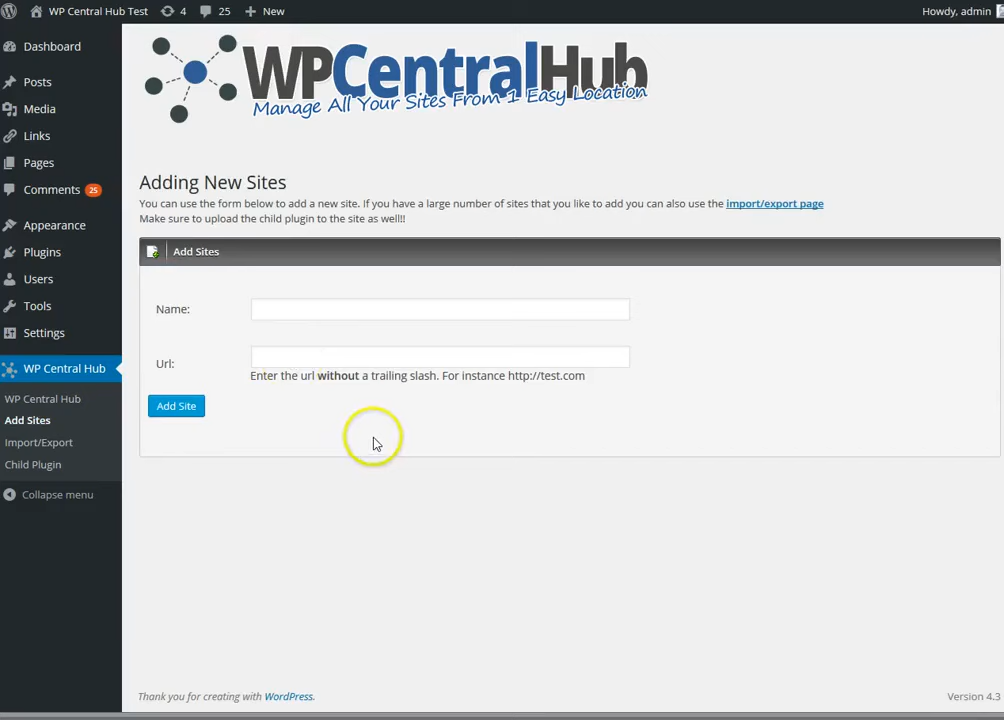 WP Central Hub Test 4 25 + New Howdy, admin
WPCentralHub
Manage All Your Sites From 1 Easy Location
Dashboard
Posts
Media
Links
Pages
Comments 25
Appearance
Plugins
Users
Tools
Settings
WP Central Hub
WP Central Hub
Add Sites
Import/Export
Child Plugin
Collapse menu
Adding New Sites
You can use the form below to add a new site. If you have a large number of sites that you like to add you can also use the import/export page
Make sure to upload the child plugin to the site as well!!
Add Sites
Name:
Url:
Enter the url without a trailing slash. For instance http://test.com
Add Site
Thank you for creating with WordPress. Version 4.3